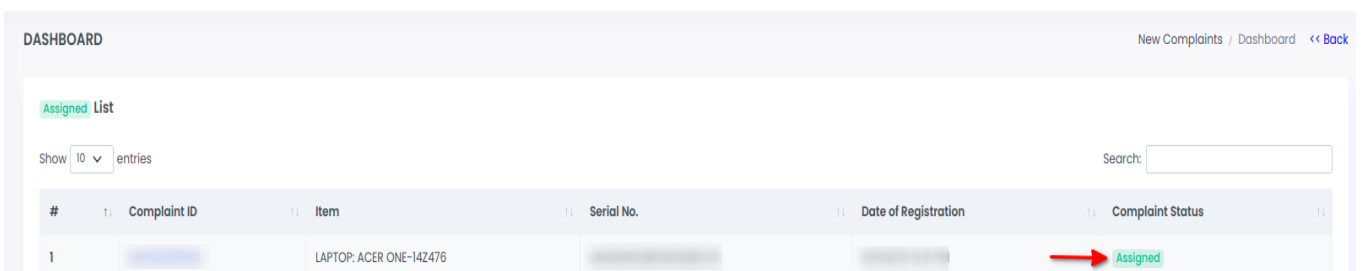 DASHBOARD
New Complaints / Dashboard << Back
Assigned List
Show 10 entries
Search:
# Complaint ID Item Serial No. Date of Registration Complaint Status
1 LAPTOP: ACER ONE-14Z476 Assigned